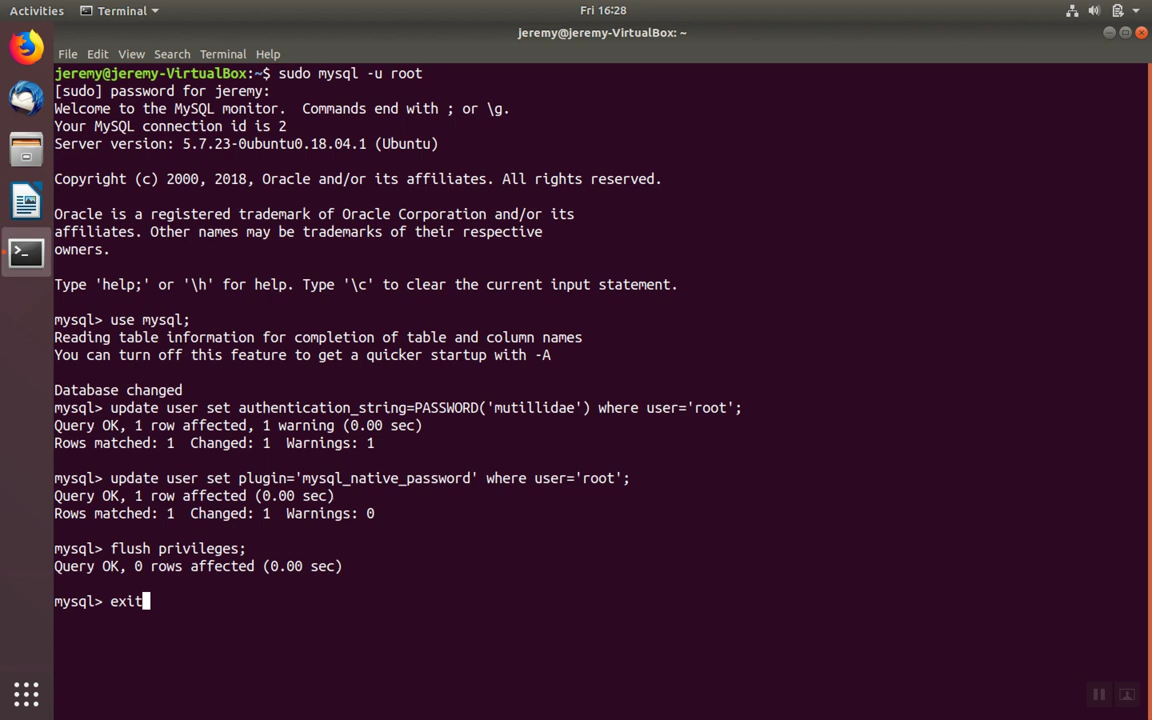 Activities
Terminal
Fri 16:28
jeremy@jeremy-VirtualBox: ~
File Edit View Search Terminal Help
jeremy@jeremy-VirtualBox:~$ sudo mysql -u root
[sudo] password for jeremy:
Welcome to the MySQL monitor.  Commands end with ; or \g.
Your MySQL connection id is 2
Server version: 5.7.23-0ubuntu0.18.04.1 (Ubuntu)
Copyright (c) 2000, 2018, Oracle and/or its affiliates. All rights reserved.
Oracle is a registered trademark of Oracle Corporation and/or its
affiliates. Other names may be trademarks of their respective
owners.
Type 'help;' or '\h' for help. Type '\c' to clear the current input statement.
mysql> use mysql;
Reading table information for completion of table and column names
You can turn off this feature to get a quicker startup with -A
Database changed
mysql> update user set authentication_string=PASSWORD('mutillidae') where user='root';
Query OK, 1 row affected, 1 warning (0.00 sec)
Rows matched: 1  Changed: 1  Warnings: 1
mysql> update user set plugin='mysql_native_password' where user='root';
Query OK, 1 row affected (0.00 sec)
Rows matched: 1  Changed: 1  Warnings: 0
mysql> flush privileges;
Query OK, 0 rows affected (0.00 sec)
mysql> exit